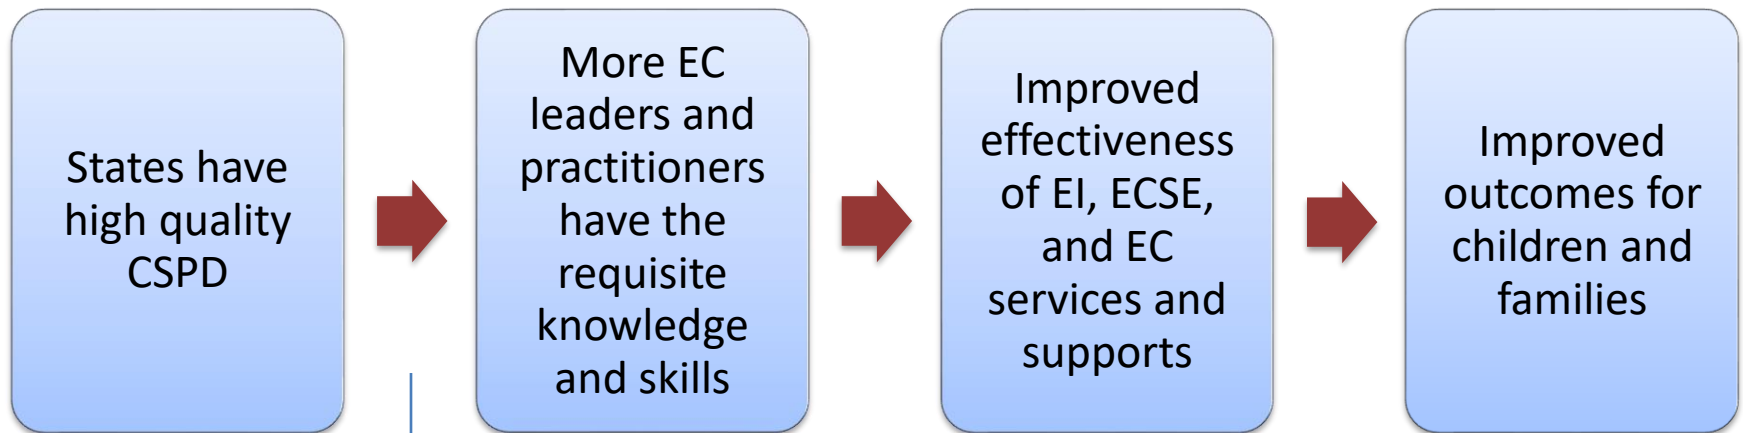 States have
high quality
CSPD
More EC
leaders and
practitioners
have the
requisite
knowledge
and skills
Improved
effectiveness
of EI, ECSE,
and EC
services and
supports
Improved
outcomes for
children and
families